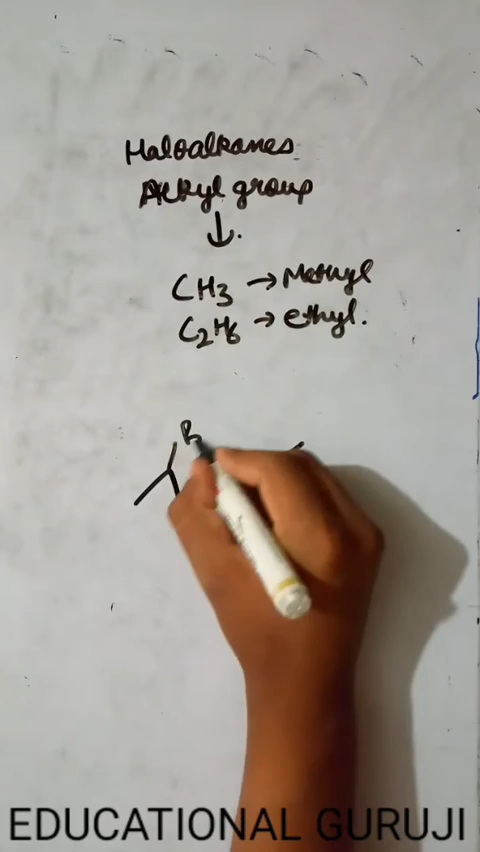 Haloalkanes
Alkyl group
↓.
CH3 → Methyl
C2H6 → ethyl.
B
EDUCATIONAL GURUJI